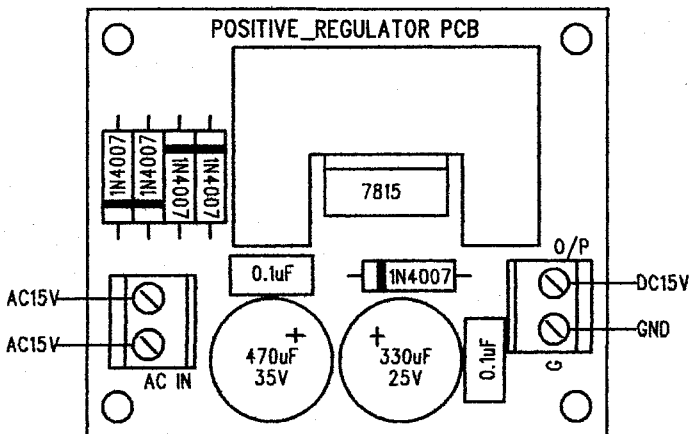 POSITIVE_REGULATOR PCB
1N4007
1N4007
1N4007
1N4007
7815
O/P
0.1uF
1N4007
AC15V
DC15V
AC15V
GND
+
470uF
35V
+
330uF
25V
0.1uF
G
AC IN